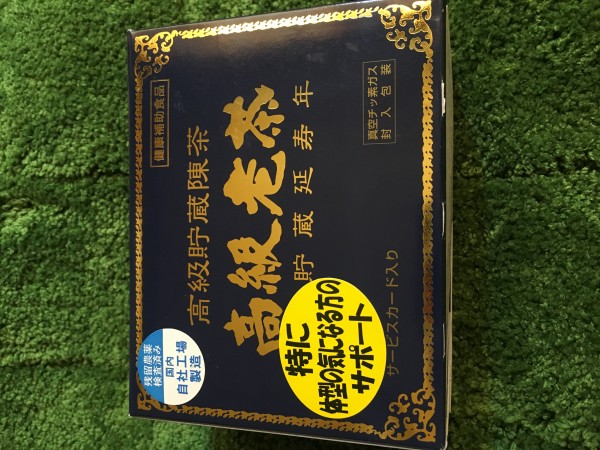 健康補助食品
真空チッ素ガス
封入包装
高級貯蔵陳茶
高級老茶
貯蔵延寿年
サービスカード入り
特に
体型の気になる方の
サポート
残留農薬
検査済み
国内
自社工場
製造